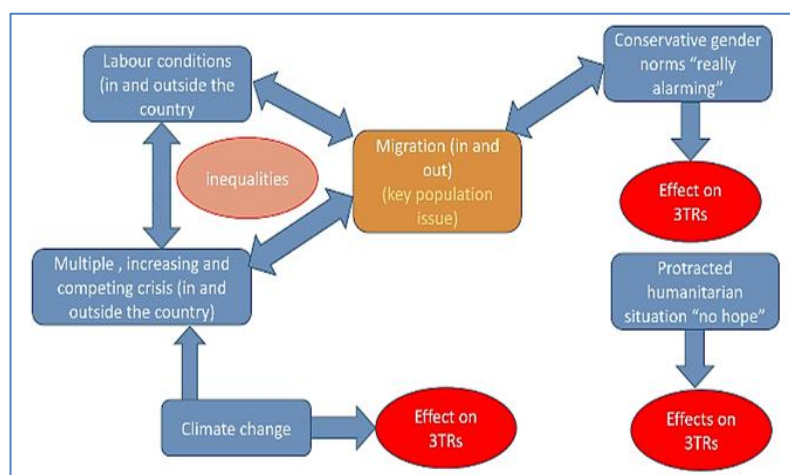 Labour conditions
(in and outside the
country
Conservative gender
norms “really
alarming”
Migration (in and
out)
(key population
issue)
inequalities
Effect on
3TRs
Multiple , increasing and
competing crisis (in and
outside the country)
Protracted
humanitarian
situation “no hope”
Climate change
Effect on
3TRs
Effects on
3TRs